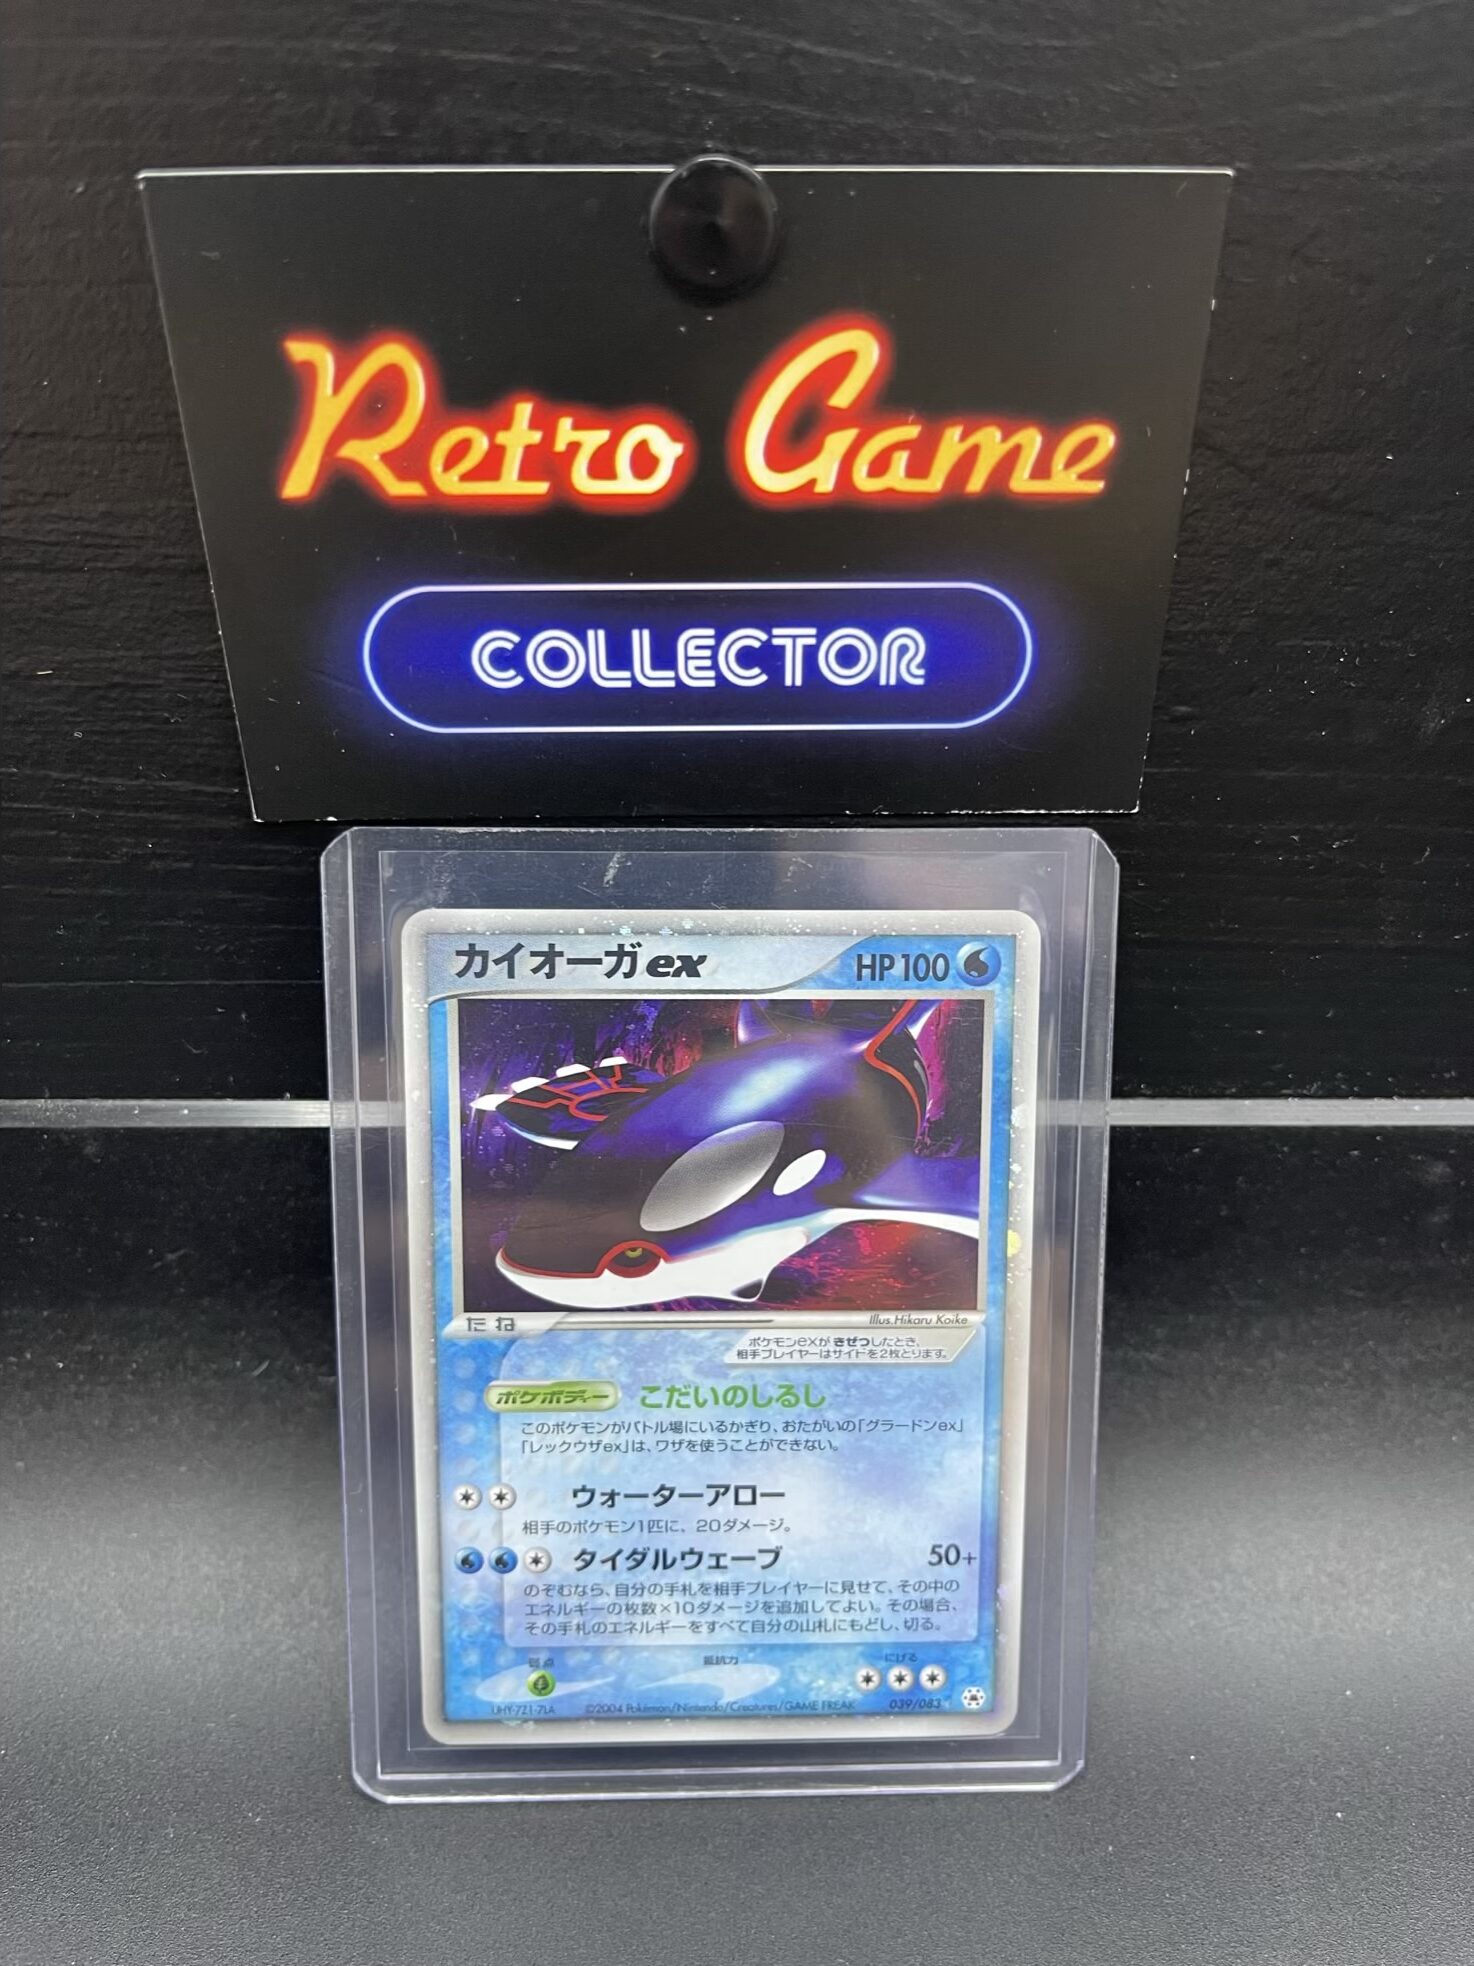 Retro Game
COLLECTOR
カイオーガex HP100
たね
Illus.Hikaru Koike
ポケモンexがきぜつしたとき、
相手プレイヤーはサイドを2枚とります。
ポケボディー こだいのしるし
このポケモンがバトル場にいるかぎり、おたがいの「グラードンex」
「レックウザex」は、ワザを使うことができない。
ウォーターアロー
相手のポケモン1匹に、20ダメージ。
タイダルウェーブ 50+
のぞむなら、自分の手札を相手プレイヤーに見せて、その中の
エネルギーの枚数×10ダメージを追加してよい。その場合、
その手札のエネルギーをすべて自分の山札にもどし、切る。
弱点 抵抗力 にげる
©2004 Pokémon/Nintendo/Creatures/GAME FREAK 039/083